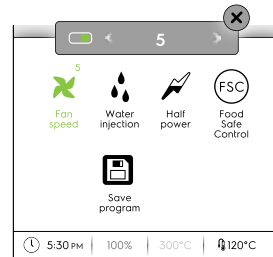 5
5
Fan speed
Water injection
Half power
FSC
Food Safe Control
Save program
5:30 PM
100%
300°C
120°C